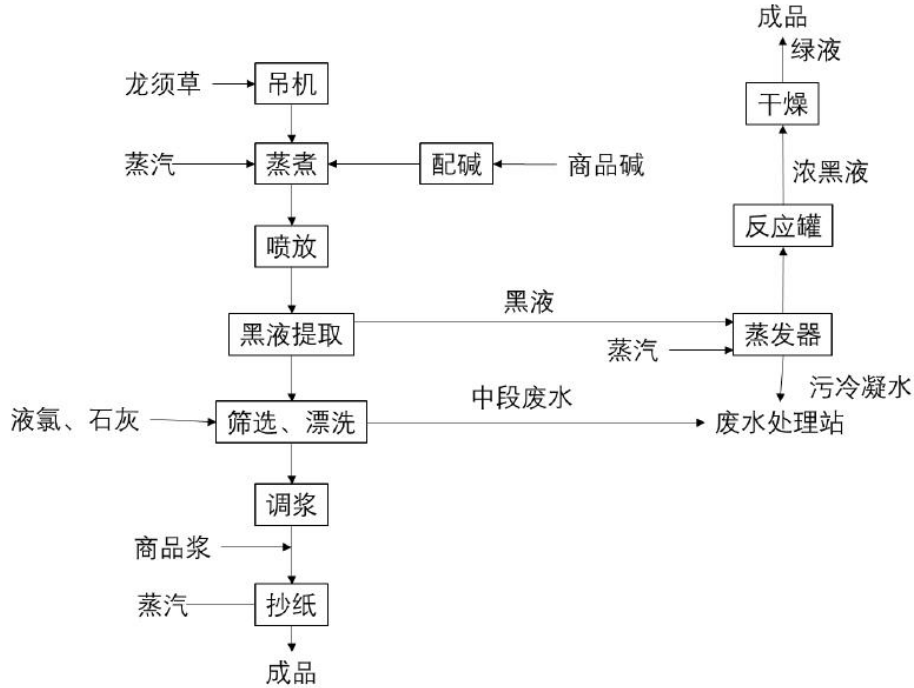 成品
绿液
龙须草
吊机
干燥
蒸汽
蒸煮
配碱
商品碱
浓黑液
喷放
反应罐
黑液
黑液提取
蒸发器
蒸汽
污冷凝水
中段废水
液氯、石灰
筛选、漂洗
废水处理站
调浆
商品浆
蒸汽
抄纸
成品